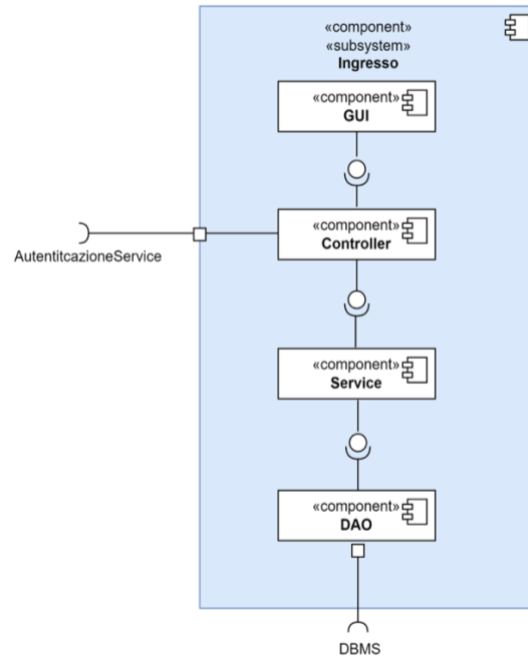 «component»
«subsystem»
Ingresso
«component»
GUI
«component»
Controller
AutentitcazioneService
«component»
Service
«component»
DAO
DBMS